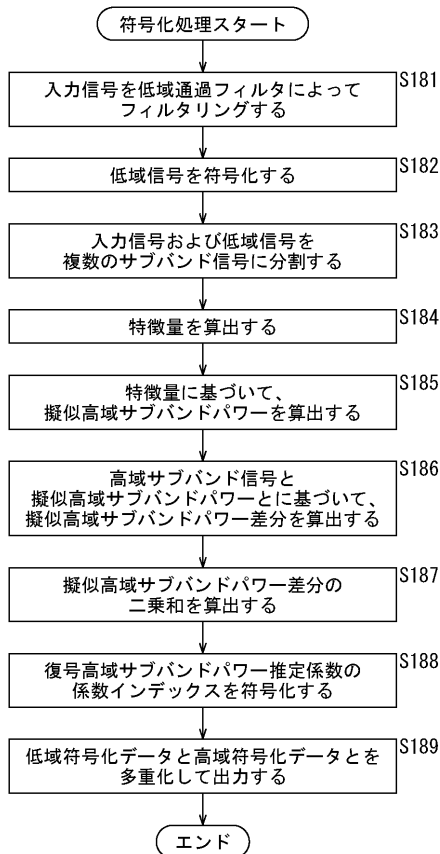 符号化処理スタート
S181
入力信号を低域通過フィルタによって
フィルタリングする
S182
低域信号を符号化する
S183
入力信号および低域信号を
複数のサブバンド信号に分割する
S184
特徴量を算出する
S185
特徴量に基づいて、
擬似高域サブバンドパワーを算出する
S186
高域サブバンド信号と
擬似高域サブバンドパワーとに基づいて、
擬似高域サブバンドパワー差分を算出する
S187
擬似高域サブバンドパワー差分の
二乗和を算出する
S188
復号高域サブバンドパワー推定係数の
係数インデックスを符号化する
S189
低域符号化データと高域符号化データとを
多重化して出力する
エンド